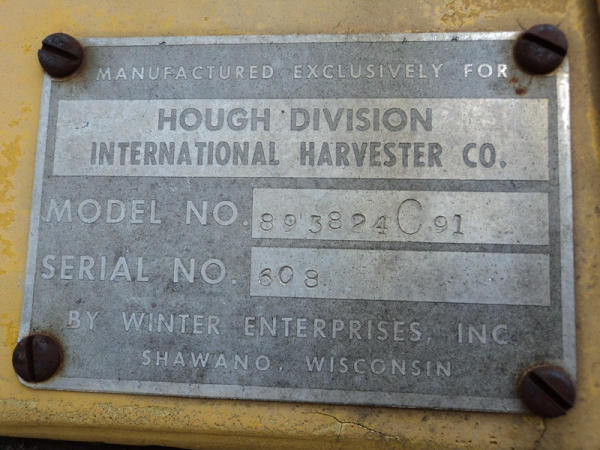 MANUFACTURED EXCLUSIVELY FOR
HOUGH DIVISION
INTERNATIONAL HARVESTER CO.
MODEL NO. 893824C91
SERIAL NO. 608
BY WINTER ENTERPRISES, INC
SHAWANO, WISCONSIN